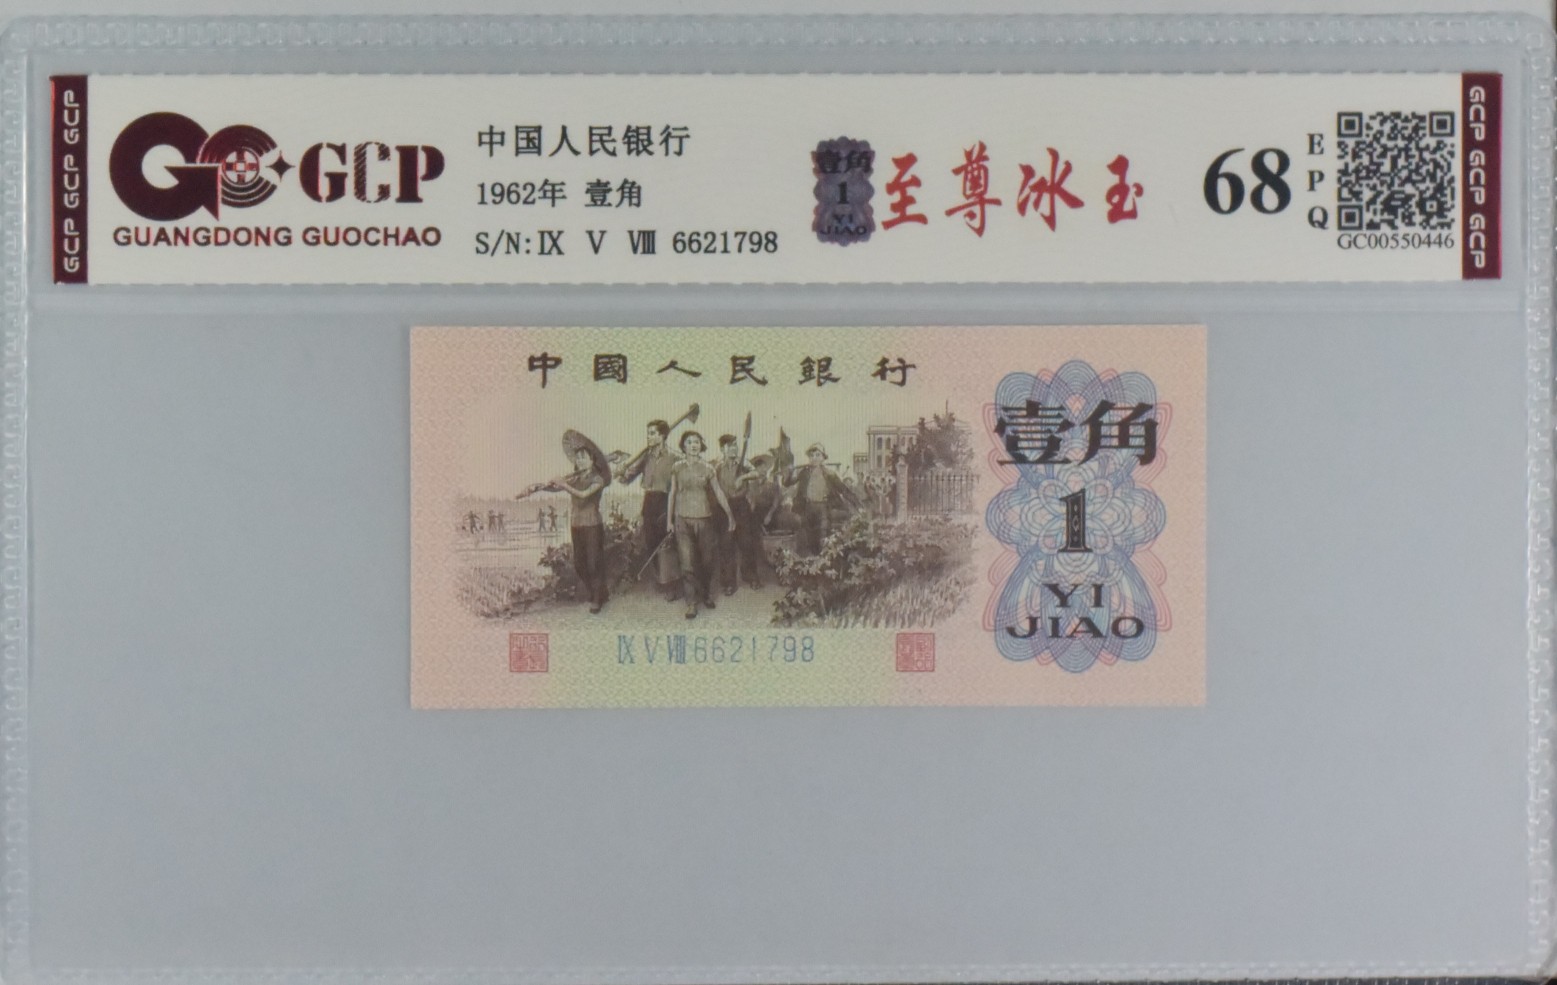 GCP GCP GCP
GCP
GUANGDONG GUOCHAO
中国人民银行
1962年 壹角
S/N:Ⅸ Ⅴ Ⅷ 6621798
壹角
1
YI
JIAO
至尊冰玉
68
EPQ
GC00550446
GCP GCP GCP
中國人民銀行
壹角
1
YI
JIAO
Ⅸ Ⅴ Ⅷ 6621798